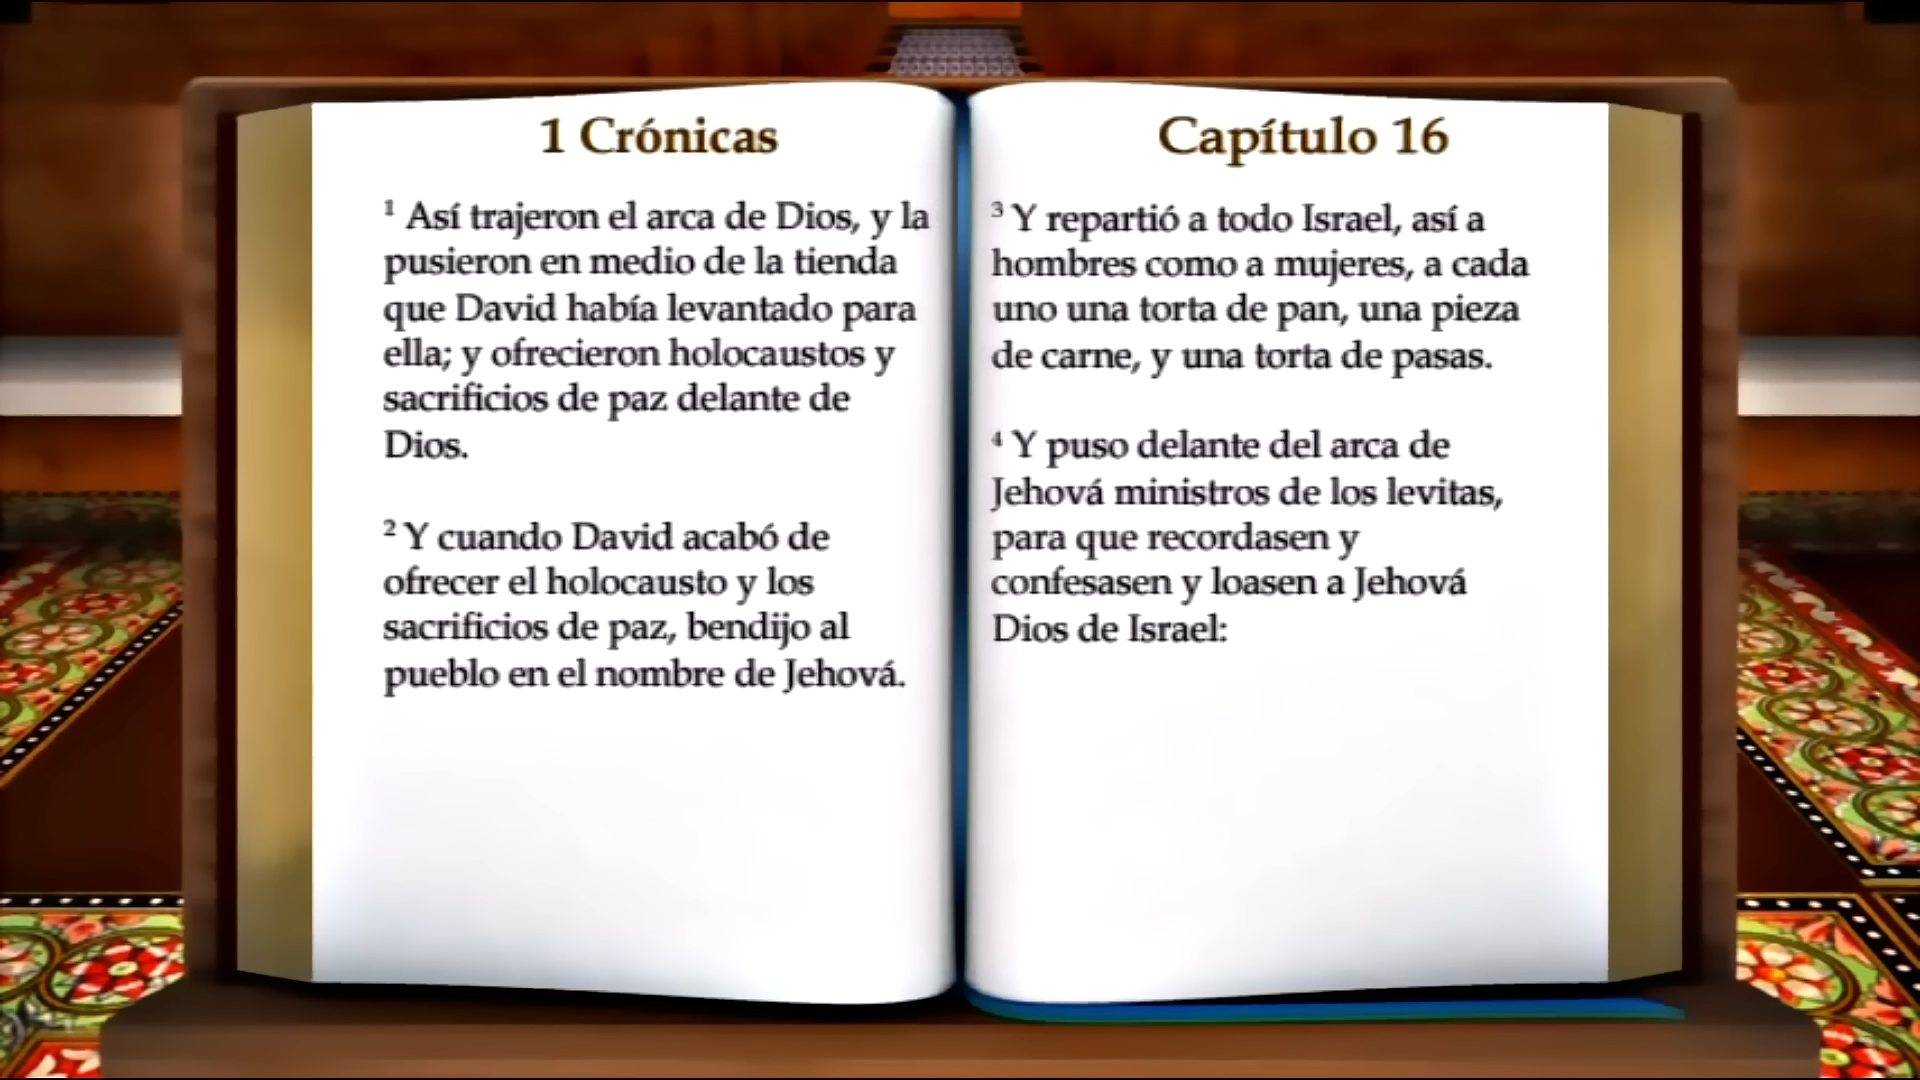 1 Crónicas
1 Así trajeron el arca de Dios, y la
pusieron en medio de la tienda
que David había levantado para
ella; y ofrecieron holocaustos y
sacrificios de paz delante de
Dios.
2 Y cuando David acabó de
ofrecer el holocausto y los
sacrificios de paz, bendijo al
pueblo en el nombre de Jehová.
Capítulo 16
3 Y repartió a todo Israel, así a
hombres como a mujeres, a cada
uno una torta de pan, una pieza
de carne, y una torta de pasas.
4 Y puso delante del arca de
Jehová ministros de los levitas,
para que recordasen y
confesasen y loasen a Jehová
Dios de Israel: